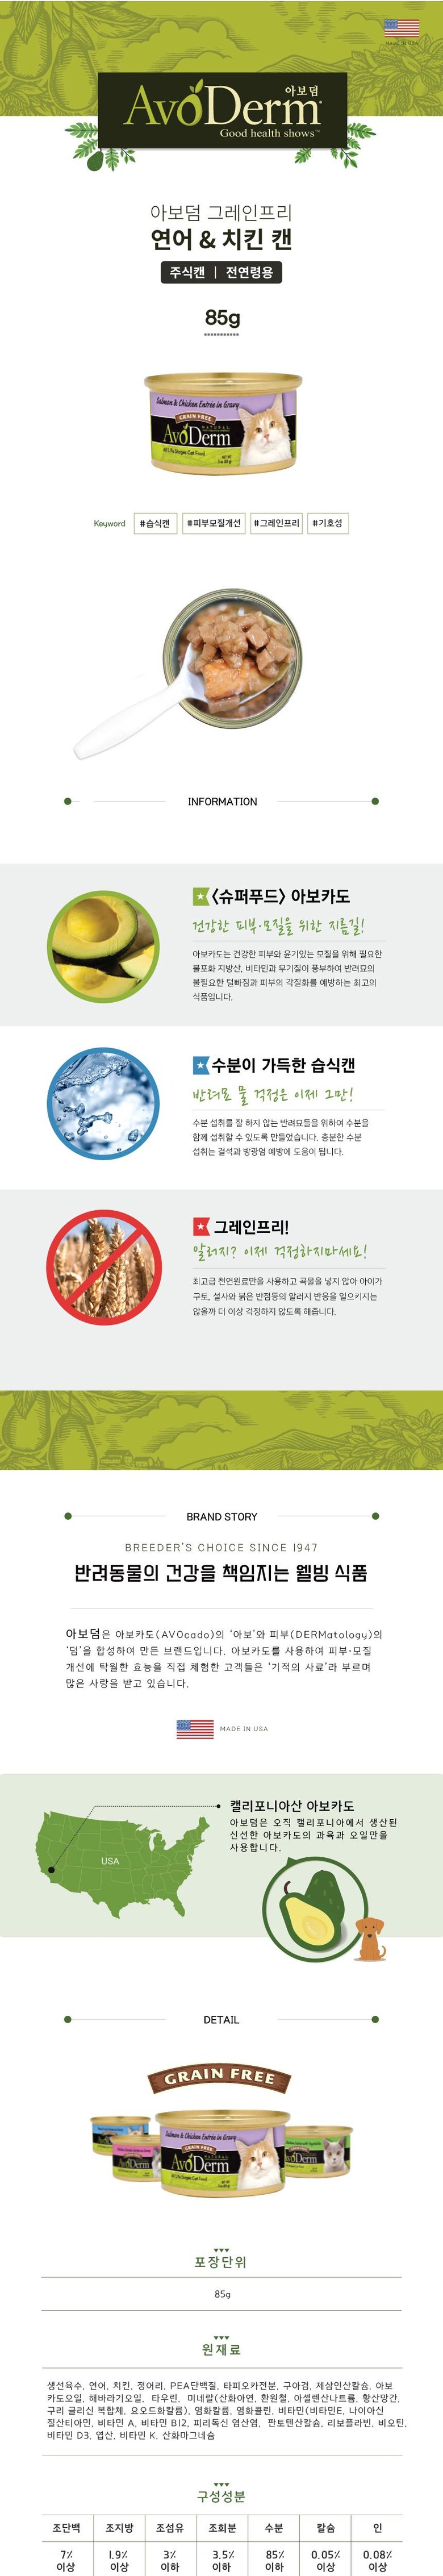 MADE IN USA
아보덤
AvoDerm
Good health shows™
아보덤 그레인프리
연어 & 치킨 캔
주식캔 | 전연령용
85g
Salmon & Chicken Entrée in Gravy
GRAIN FREE
NATURAL
AvoDerm
All Life Stages Cat Food
Keyword #습식캔 #피부모질개선 #그레인프리 #기호성
INFORMATION
<슈퍼푸드> 아보카도
건강한 피부·모질을 위한 지름길!
아보카도는 건강한 피부와 윤기있는 모질을 위해 필요한
불포화 지방산, 비타민과 무기질이 풍부하여 반려묘의
불필요한 털빠짐과 피부의 각질화를 예방하는 최고의
식품입니다.
수분이 가득한 습식캔
반려묘 물 걱정은 이제 그만!
수분 섭취를 잘 하지 않는 반려묘들을 위하여 수분을
함께 섭취할 수 있도록 만들었습니다. 충분한 수분
섭취는 결석과 방광염 예방에 도움이 됩니다.
그레인프리!
알러지? 이제 걱정하지마세요!
최고급 천연원료만을 사용하고 곡물을 넣지 않아 아이가
구토, 설사와 붉은 반점등의 알러지 반응을 일으키지는
않을까 더 이상 걱정하지 않도록 해줍니다.
BRAND STORY
BREEDER'S CHOICE SINCE 1947
반려동물의 건강을 책임지는 웰빙 식품
아보덤은 아보카도(AVOcado)의 '아보'와 피부(DERMatology)의
'덤'을 합성하여 만든 브랜드입니다. 아보카도를 사용하여 피부·모질
개선에 탁월한 효능을 직접 체험한 고객들은 '기적의 사료'라 부르며
많은 사랑을 받고 있습니다.
MADE IN USA
캘리포니아산 아보카도
아보덤은 오직 캘리포니아에서 생산된
신선한 아보카도의 과육과 오일만을
사용합니다.
USA
DETAIL
GRAIN FREE
Salmon & Chicken Entrée in Gravy
GRAIN FREE
NATURAL
AvoDerm
All Life Stages Cat Food
포장단위
85g
원재료
생선육수, 연어, 치킨, 정어리, PEA단백질, 타피오카전분, 구아검, 제삼인산칼슘, 아보
카도오일, 해바라기오일, 타우린, 미네랄(산화아연, 환원철, 아셀렌산나트륨, 황산망간,
구리 글리신 복합체, 요오드화칼륨), 염화칼륨, 염화콜린, 비타민(비타민E, 나이아신
질산티아민, 비타민 A, 비타민 B12, 피리독신 염산염, 판토텐산칼슘, 리보플라빈, 비오틴,
비타민 D3, 엽산, 비타민 K, 산화마그네슘
구성성분
조단백 조지방 조섬유 조회분 수분 칼슘 인
7% 1.9% 3% 3.5% 85% 0.05% 0.08%
이상 이상 이하 이하 이하 이상 이상